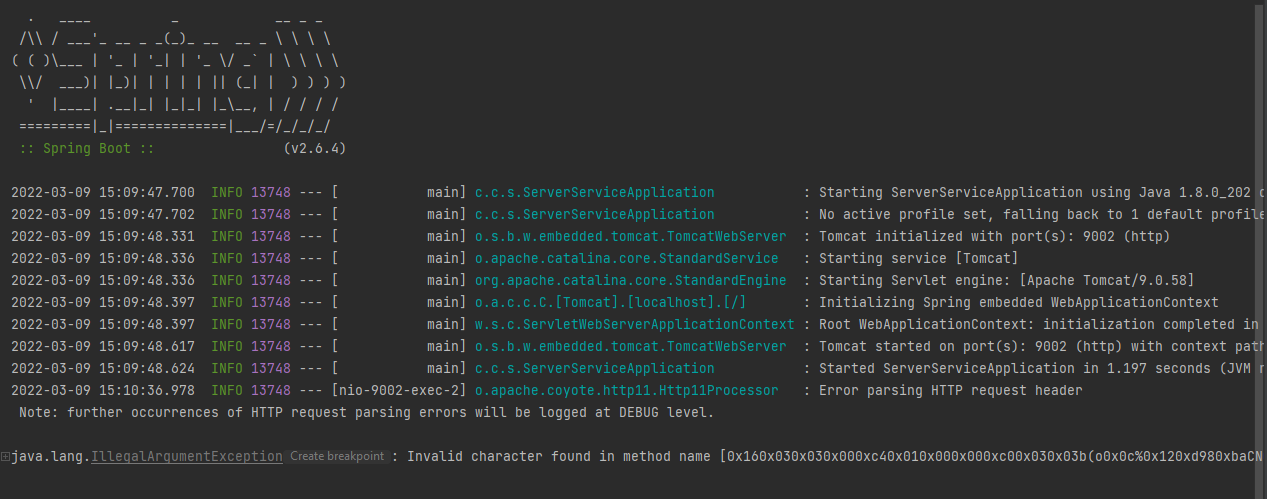 .   ____          _            __ _ _
 /\\ / ___'_ __ _ _(_)_ __  __ _ \ \ \ \
( ( )\___ | '_ | '_| | '_ \/ _` | \ \ \ \
 \\/  ___)| |_)| | | | | || (_| |  ) ) ) )
  '  |____| .__|_| |_|_| |_\__, | / / / /
 =========|_|==============|___/=/_/_/_/
 :: Spring Boot ::                (v2.6.4)
2022-03-09 15:09:47.700  INFO 13748 --- [           main] c.c.s.ServerServiceApplication           : Starting ServerServiceApplication using Java 1.8.0_202
2022-03-09 15:09:47.702  INFO 13748 --- [           main] c.c.s.ServerServiceApplication           : No active profile set, falling back to 1 default profile
2022-03-09 15:09:48.331  INFO 13748 --- [           main] o.s.b.w.embedded.tomcat.TomcatWebServer  : Tomcat initialized with port(s): 9002 (http)
2022-03-09 15:09:48.336  INFO 13748 --- [           main] o.apache.catalina.core.StandardService   : Starting service [Tomcat]
2022-03-09 15:09:48.336  INFO 13748 --- [           main] org.apache.catalina.core.StandardEngine  : Starting Servlet engine: [Apache Tomcat/9.0.58]
2022-03-09 15:09:48.397  INFO 13748 --- [           main] o.a.c.c.C.[Tomcat].[localhost].[/]       : Initializing Spring embedded WebApplicationContext
2022-03-09 15:09:48.397  INFO 13748 --- [           main] w.s.c.ServletWebServerApplicationContext : Root WebApplicationContext: initialization completed in
2022-03-09 15:09:48.617  INFO 13748 --- [           main] o.s.b.w.embedded.tomcat.TomcatWebServer  : Tomcat started on port(s): 9002 (http) with context path
2022-03-09 15:09:48.624  INFO 13748 --- [           main] c.c.s.ServerServiceApplication           : Started ServerServiceApplication in 1.197 seconds (JVM
2022-03-09 15:10:36.978  INFO 13748 --- [nio-9002-exec-2] o.apache.coyote.http11.Http11Processor   : Error parsing HTTP request header
 Note: further occurrences of HTTP request parsing errors will be logged at DEBUG level.
java.lang.IllegalArgumentException Create breakpoint : Invalid character found in method name [0x160x030x030x000xc40x010x000x000xc00x030x03b(o0x0c%0x120xd980xbaCN